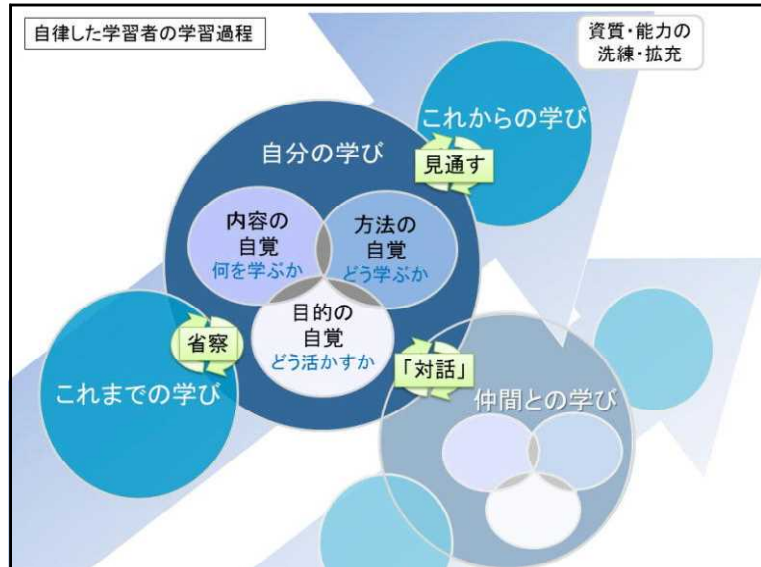 自律した学習者の学習過程
資質・能力の
洗練・拡充
これからの学び
見通す
自分の学び
内容の
自覚
何を学ぶか
方法の
自覚
どう学ぶか
目的の
自覚
どう活かすか
省察
これまでの学び
「対話」
仲間との学び